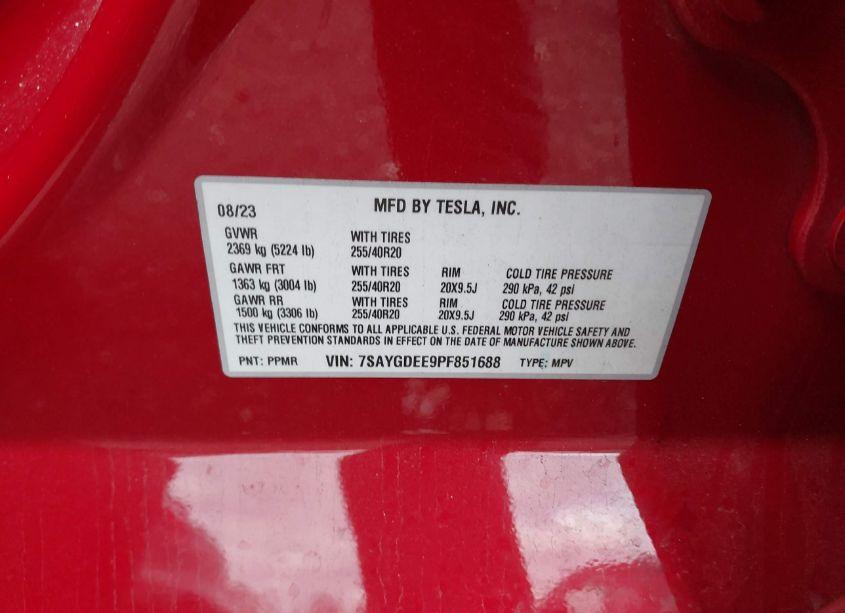 08/23 MFD BY TESLA, INC.
GVWR WITH TIRES
2369 kg (5224 lb) 255/40R20
GAWR FRT WITH TIRES RIM COLD TIRE PRESSURE
1363 kg (3004 lb) 255/40R20 20X9.5J 290 kPa, 42 psi
GAWR RR WITH TIRES RIM COLD TIRE PRESSURE
1500 kg (3306 lb) 255/40R20 20X9.5J 290 kPa, 42 psi
THIS VEHICLE CONFORMS TO ALL APPLICABLE U.S. FEDERAL MOTOR VEHICLE SAFETY AND
THEFT PREVENTION STANDARDS IN EFFECT ON THE DATE OF MANUFACTURE SHOWN ABOVE.
PNT: PPMR VIN: 7SAYGDEE9PF851688 TYPE: MPV